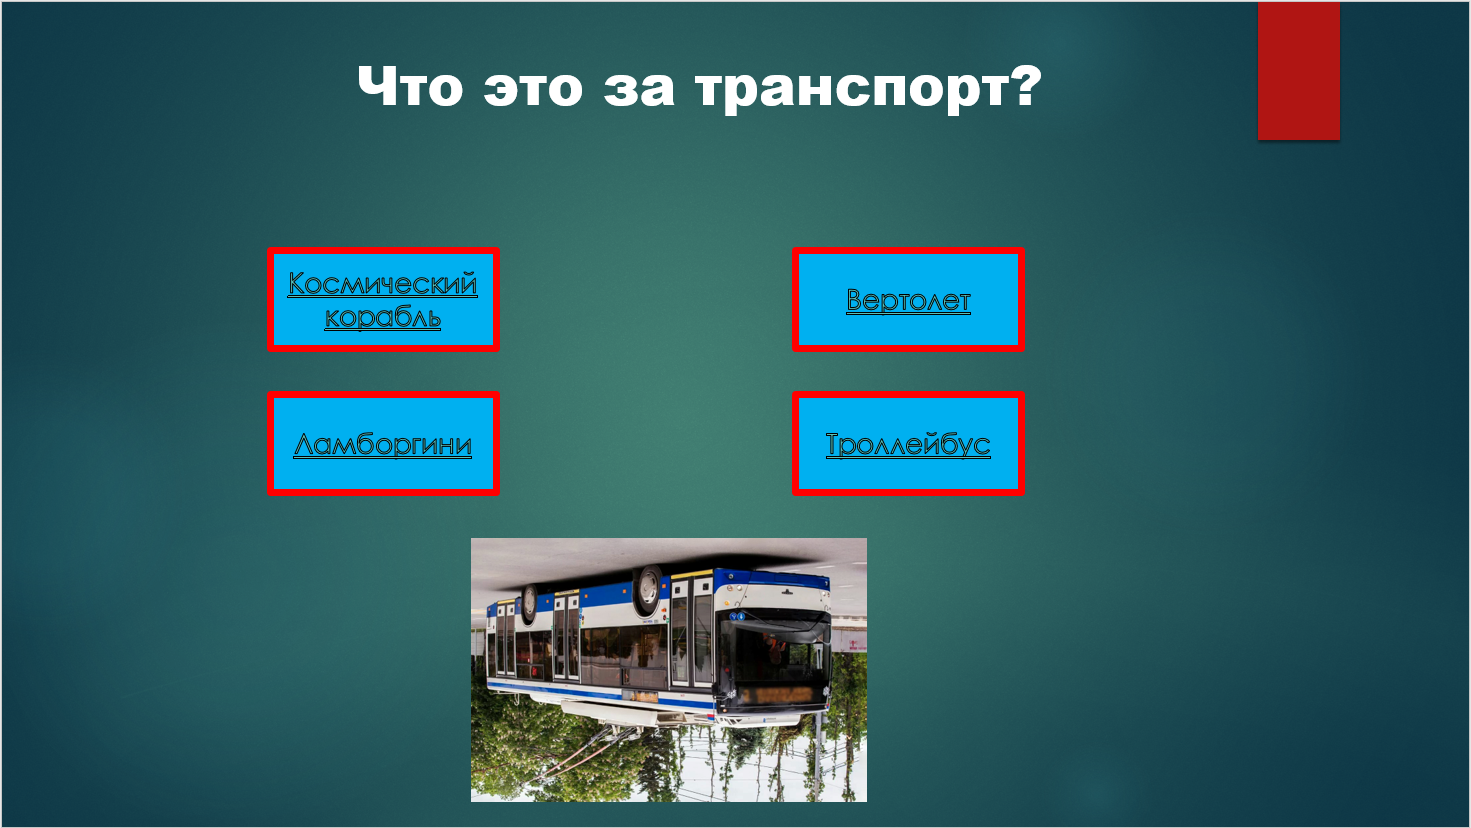 Что это за транспорт?
Космический
корабль
Вертолет
Ламборгини
Троллейбус